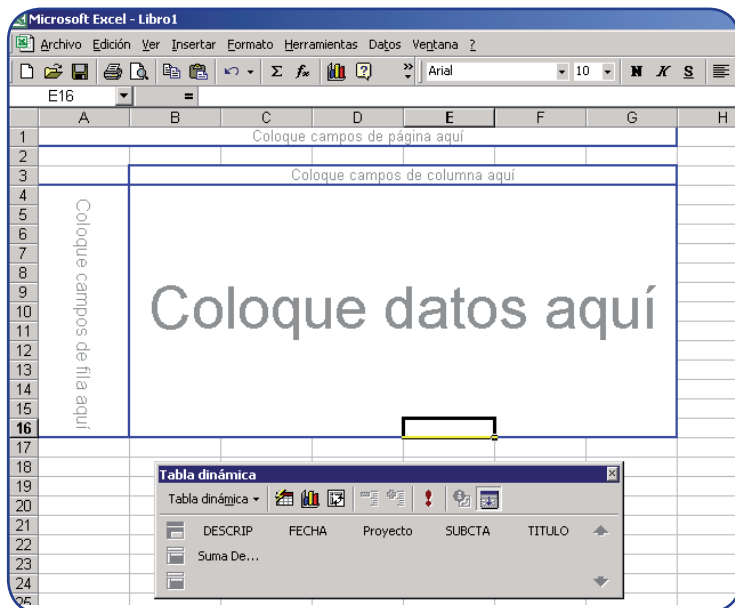 Microsoft Excel - Libro1
Archivo Edición Ver Insertar Formato Herramientas Datos Ventana ?
Arial 10 N K S
E16 =
A B C D E F G H
1 Coloque campos de página aquí
2
3 Coloque campos de columna aquí
4
5
6
7
8
9
10
11
12
13
14
15
16
Coloque campos de fila aquí
Coloque datos aquí
17
18
19
20
21
22
23
24
25
Tabla dinámica
Tabla dinámica
DESCRIP FECHA Proyecto SUBCTA TITULO
Suma De...